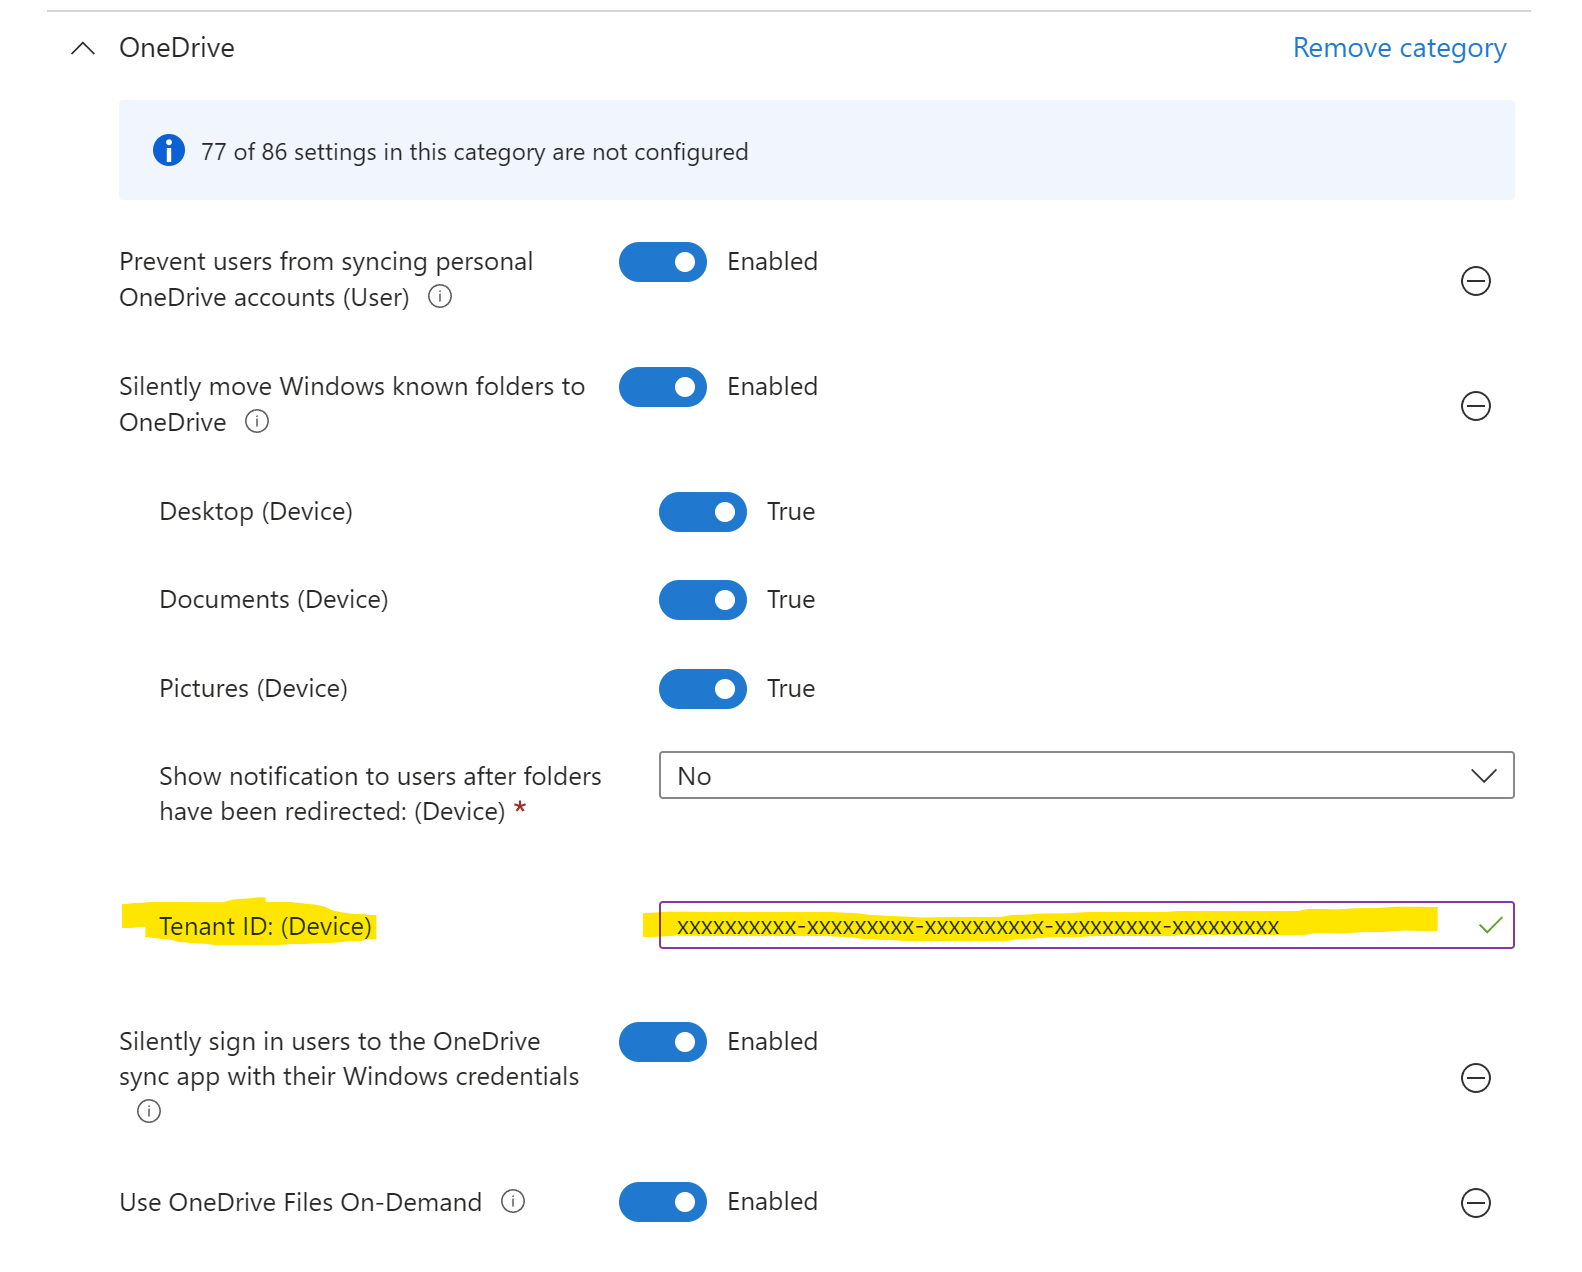 OneDrive
Remove category
77 of 86 settings in this category are not configured
Prevent users from syncing personal
OneDrive accounts (User)
Enabled
Silently move Windows known folders to
OneDrive
Enabled
Desktop (Device)
True
Documents (Device)
True
Pictures (Device)
True
Show notification to users after folders
have been redirected: (Device) *
No
Tenant ID: (Device)
xxxxxxxxxx-xxxxxxxxx-xxxxxxxxxx-xxxxxxxxx-xxxxxxxxx
Silently sign in users to the OneDrive
sync app with their Windows credentials
Enabled
Use OneDrive Files On-Demand
Enabled